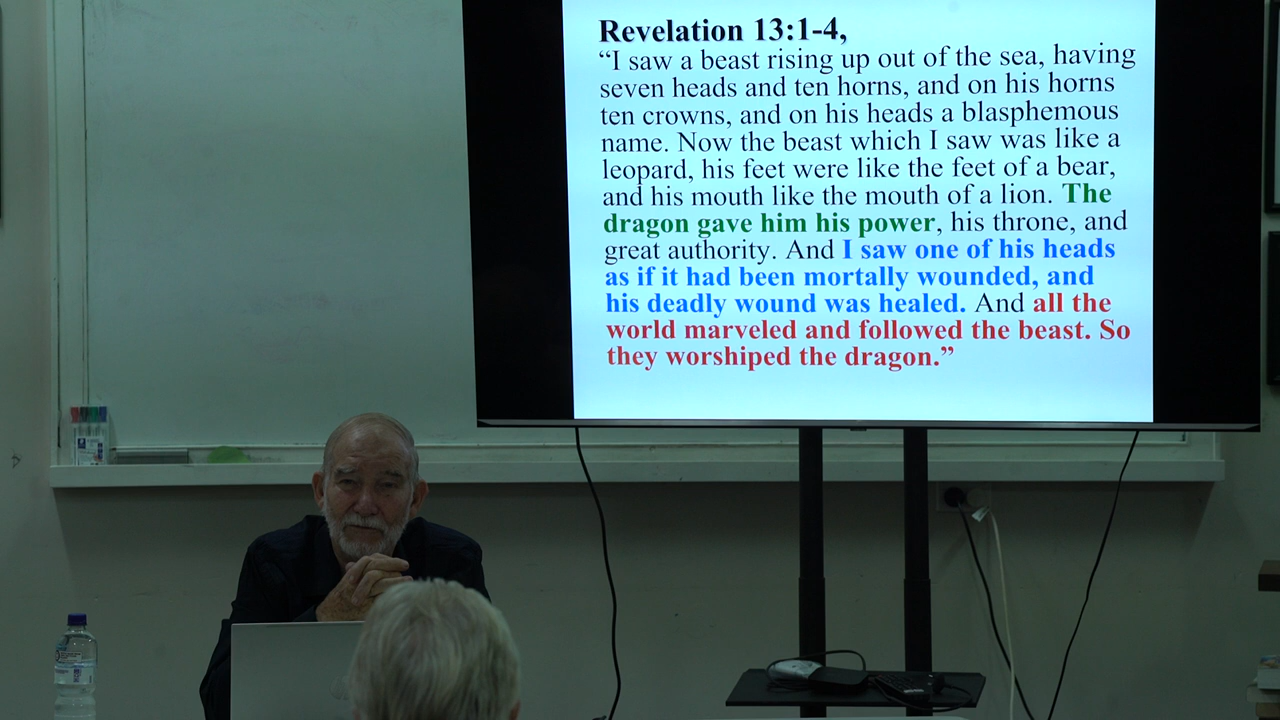 Revelation 13:1-4,
“I saw a beast rising up out of the sea, having
seven heads and ten horns, and on his horns
ten crowns, and on his heads a blasphemous
name. Now the beast which I saw was like a
leopard, his feet were like the feet of a bear,
and his mouth like the mouth of a lion. The
dragon gave him his power, his throne, and
great authority. And I saw one of his heads
as if it had been mortally wounded, and
his deadly wound was healed. And all the
world marveled and followed the beast. So
they worshiped the dragon.”